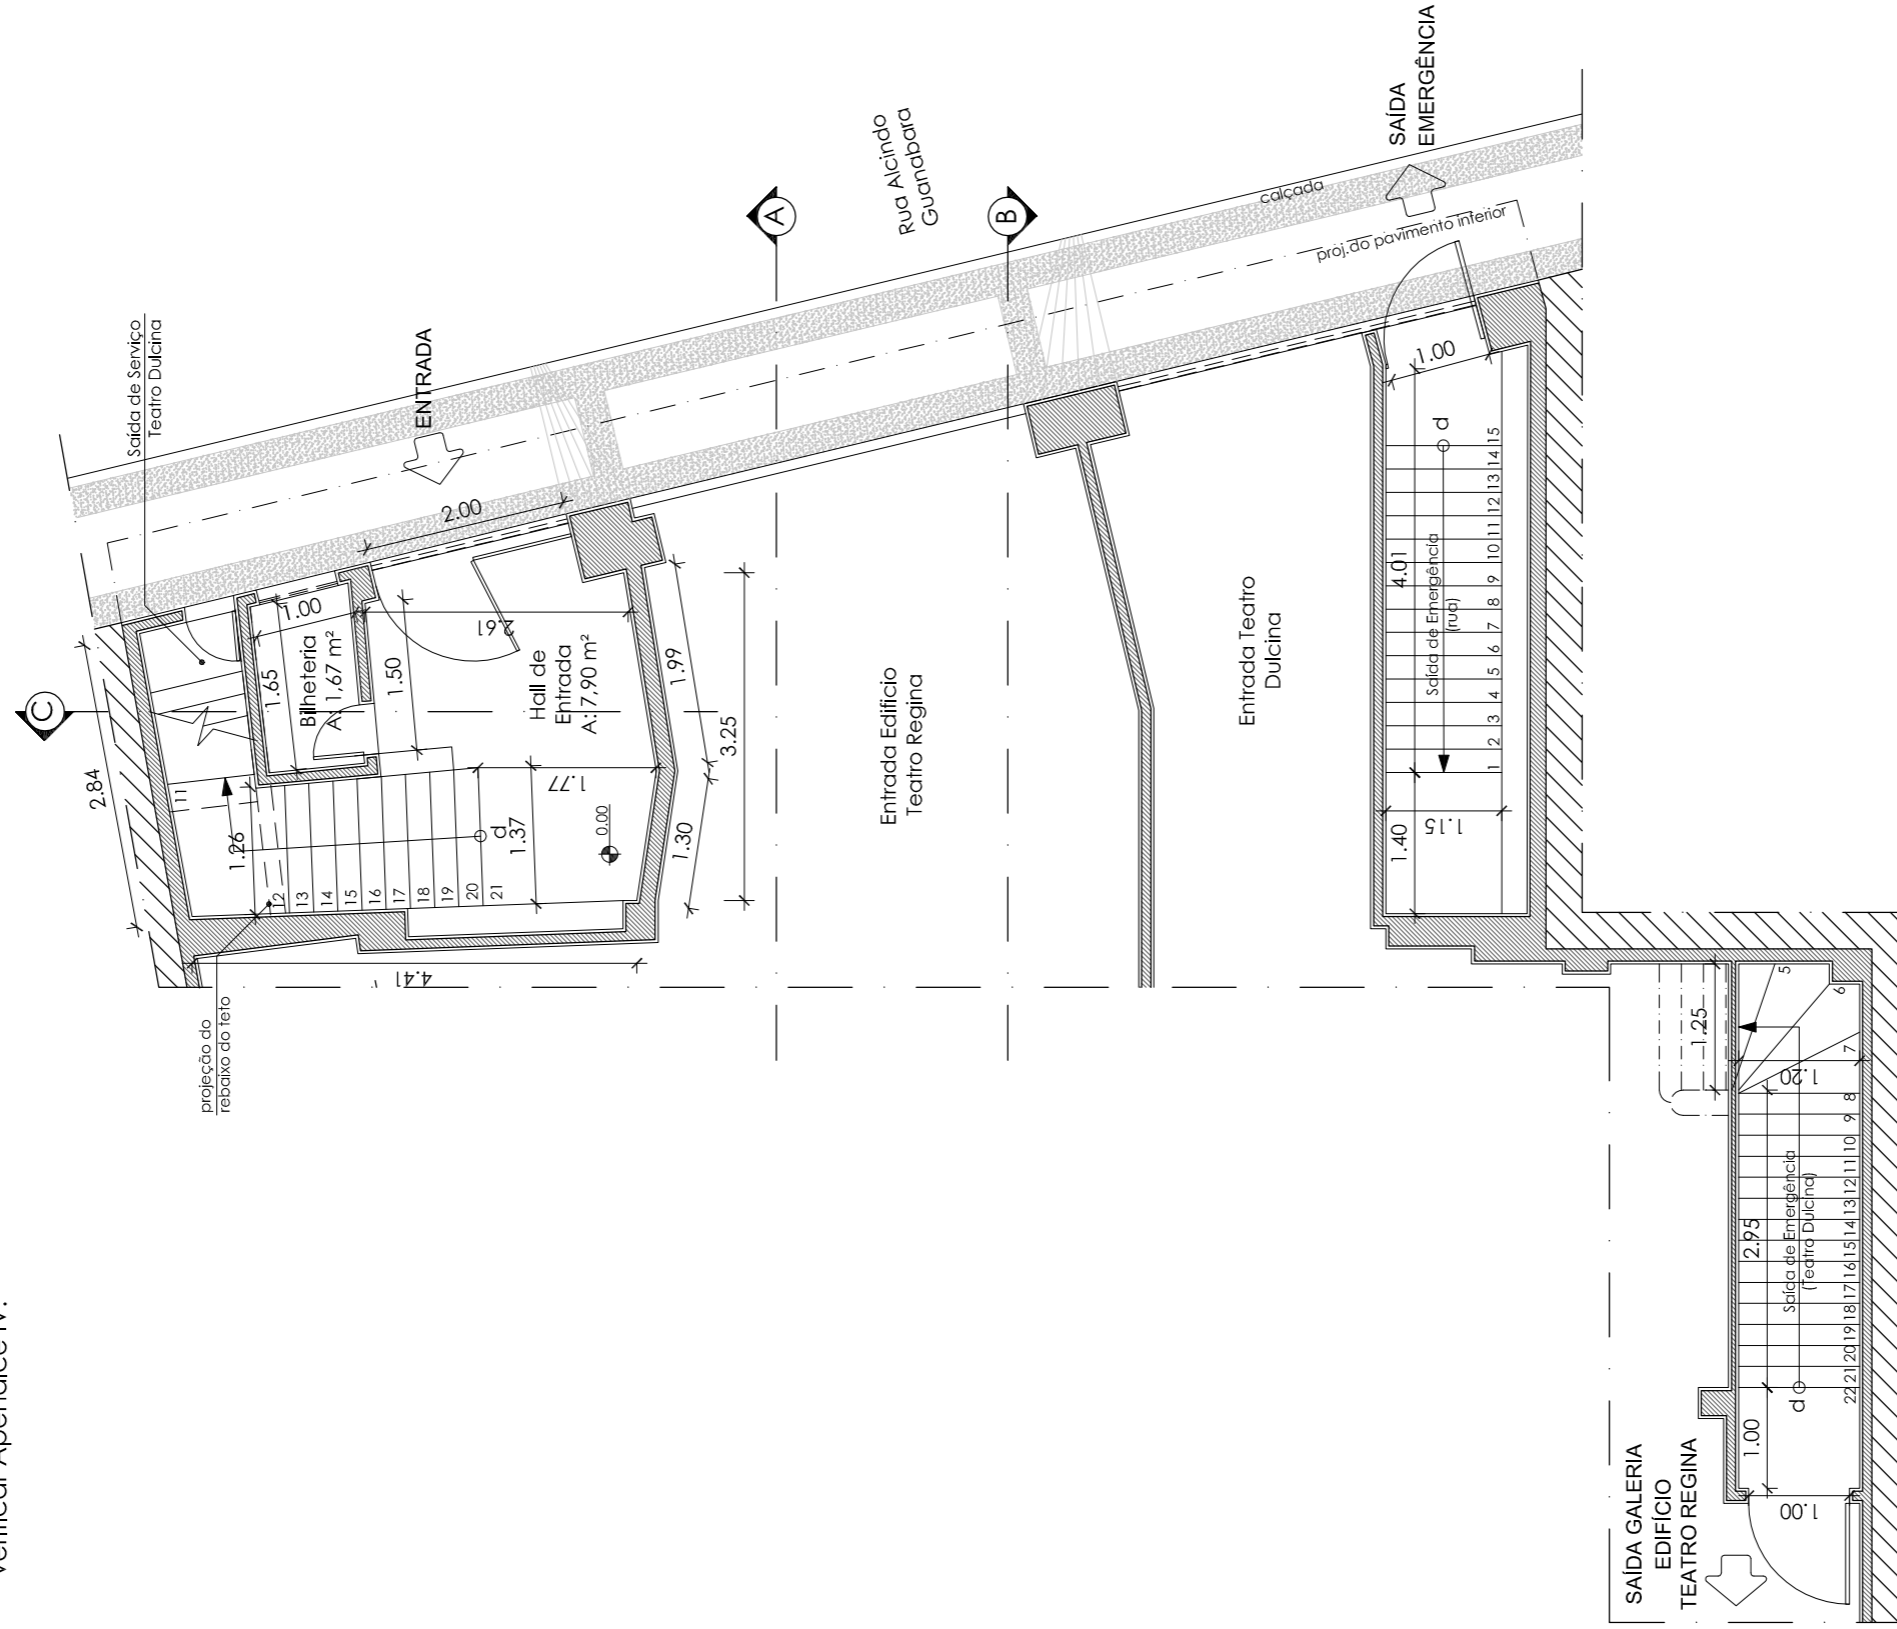 Verificar Apêndice IV.
Saída de Serviço
Teatro Dulcina
ENTRADA
Rua Alcindo
Guanabara
SAÍDA
EMERGÊNCIA
calçada
proj.do pavimento inferior
A
B
C
2.84
2.00
1.00
1.65
Bilheteria
A: 1,67 m²
1.50
2.61
Hall de
Entrada
A: 7,90 m²
1.99
3.25
1.77
1.30
1.37
0.00
d
1.26
11
12
13
14
15
16
17
18
19
20
21
4.41
projeção do
rebaixo do teto
Entrada Edifício
Teatro Regina
Entrada Teatro
Dulcina
1.00
d
4.01
Saída de Emergência
(rua)
1 2 3 4 5 6 7 8 9 10 11 12 13 14 15
1.40
1.15
1.25
1.20
5
6
7
8 9 10 11 12 13 14 15 16 17 18 19 20 21 22
2.95
Saída de Emergência
(Teatro Dulcina)
d
1.00
1.00
SAÍDA GALERIA
EDIFÍCIO
TEATRO REGINA